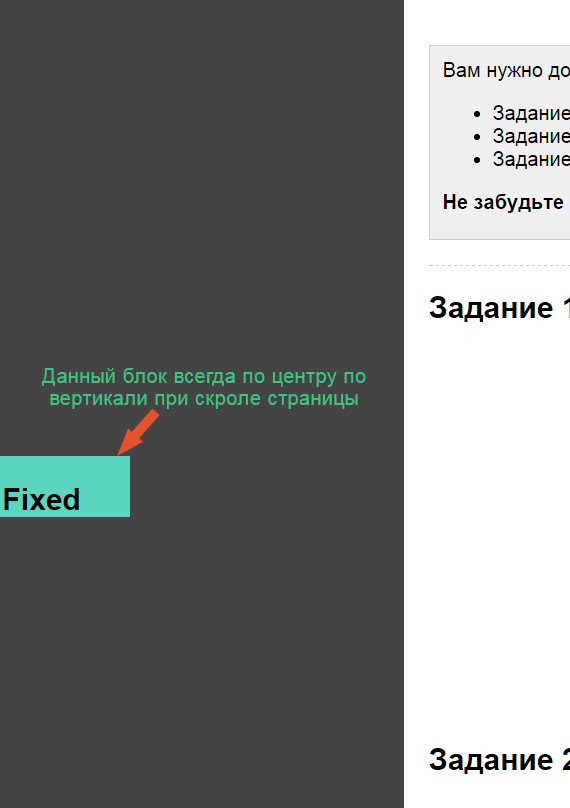 Вам нужно до
Задание
Задание
Задание
Не забудьте
Задание 1
Данный блок всегда по центру по
вертикали при скроле страницы
Fixed
Задание 2